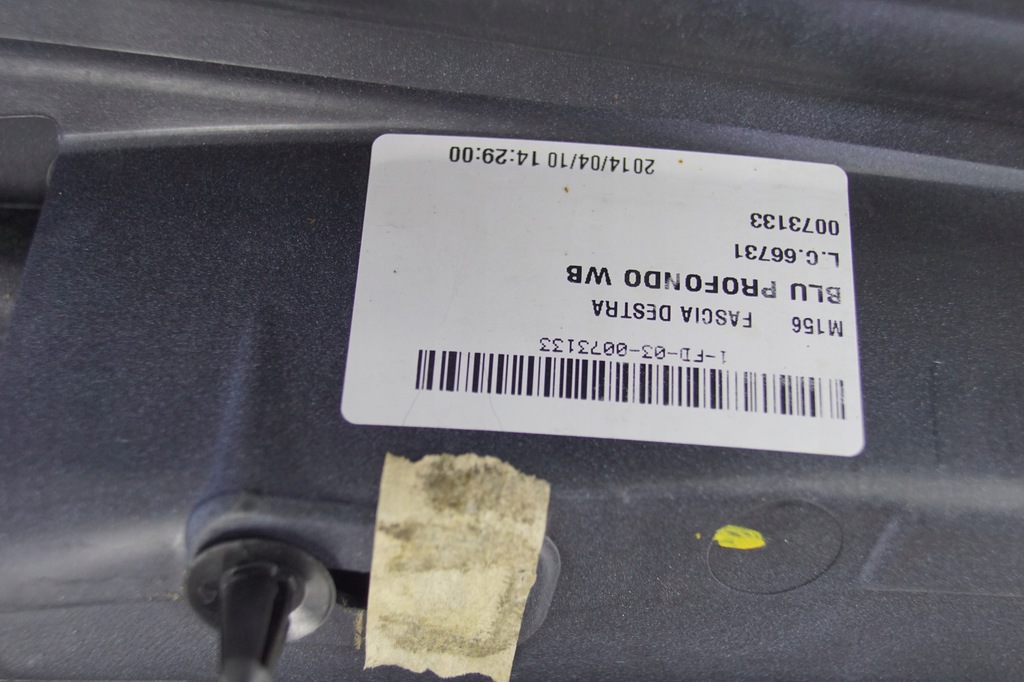 1-FD-03-0073133
M156 FASCIA DESTRA
BLU PROFONDO WB
L.C.66731
0073133
2014/04/10 14:29:00